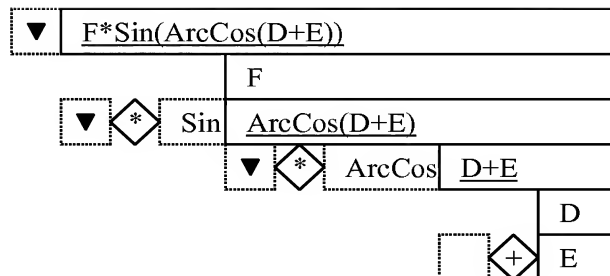 ▼ F*Sin(ArcCos(D+E))
F
▼ * Sin ArcCos(D+E)
▼ * ArcCos D+E
D
+ E